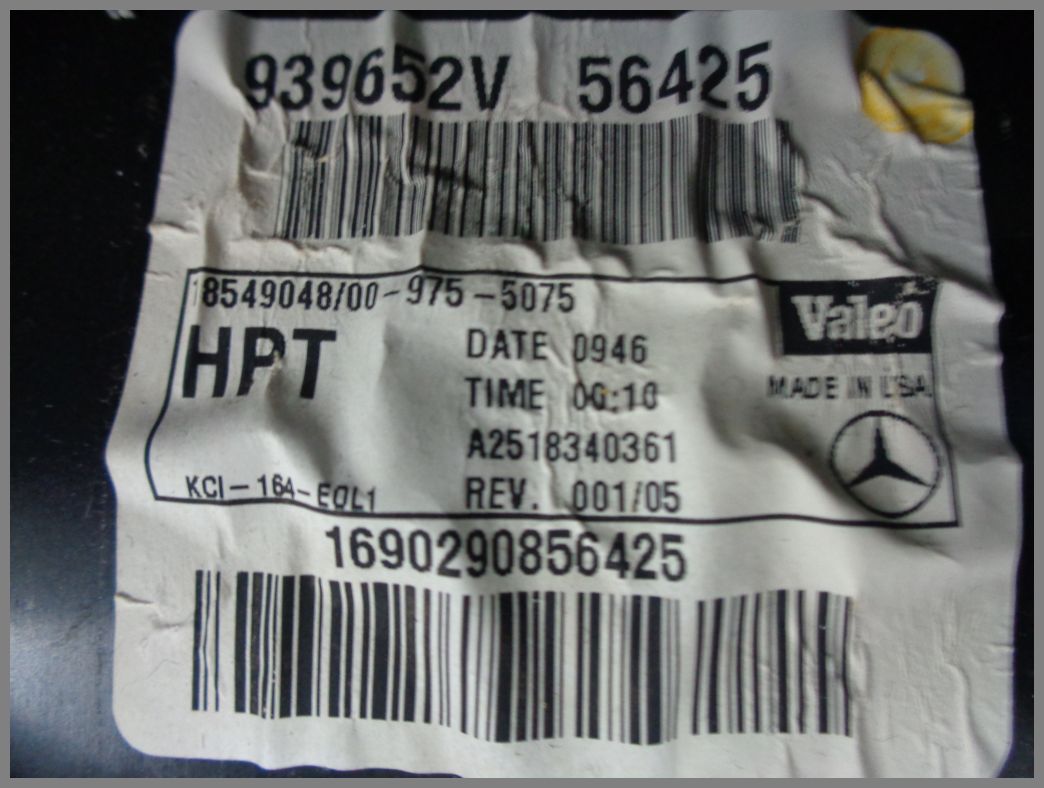 939652V 56425
18549048/00-975-5075
Valeo
HPT
DATE 0946
TIME 00:10
MADE IN USA
A2518340361
KCI-164-EOL1
REV. 001/05
1690290856425